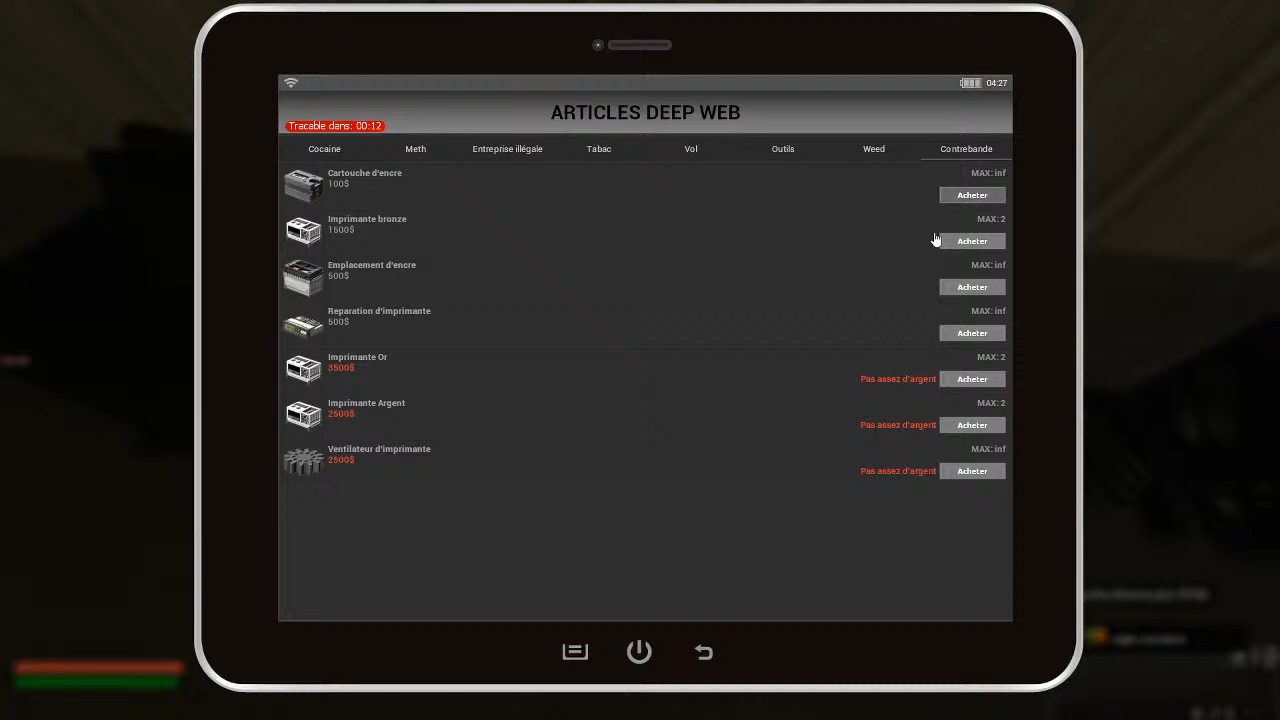 04:27
ARTICLES DEEP WEB
Tracable dans: 00:12
Cocaine Meth Entreprise illégale Tabac Vol Outils Weed Contrebande
Cartouche d'encre MAX: inf
100$ Acheter
Imprimante bronze MAX: 2
1500$ Acheter
Emplacement d'encre MAX: inf
500$ Acheter
Reparation d'imprimante MAX: inf
500$ Acheter
Imprimante Or MAX: 2
3500$ Pas assez d'argent Acheter
Imprimante Argent MAX: 2
2500$ Pas assez d'argent Acheter
Ventilateur d'imprimante MAX: inf
2500$ Pas assez d'argent Acheter